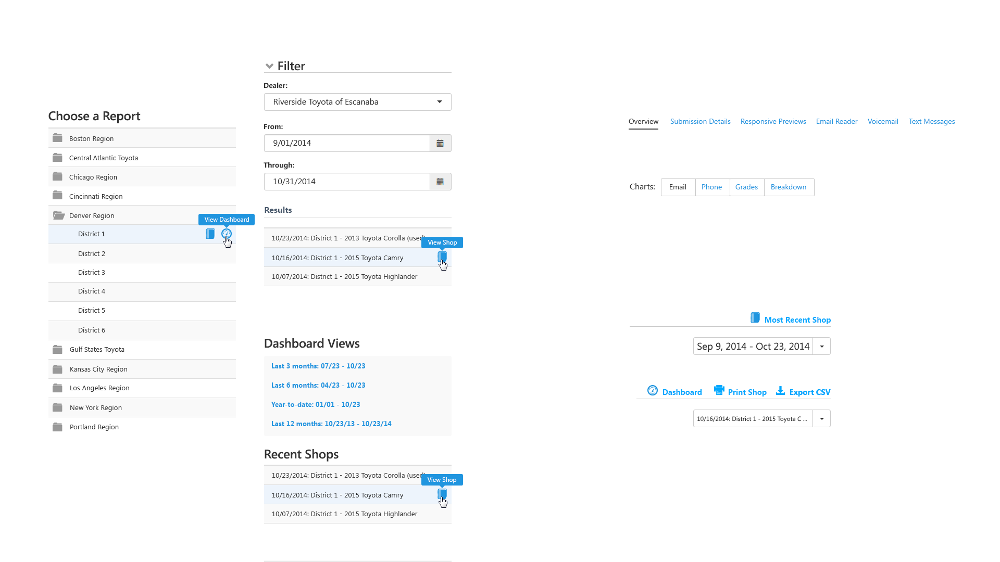 Choose a Report
Boston Region
Central Atlantic Toyota
Chicago Region
Cincinnati Region
Denver Region
View Dashboard
District 1
District 2
District 3
District 4
District 5
District 6
Gulf States Toyota
Kansas City Region
Los Angeles Region
New York Region
Portland Region
Filter
Dealer:
Riverside Toyota of Escanaba
From:
9/01/2014
Through:
10/31/2014
Results
10/23/2014: District 1 - 2013 Toyota Corolla (used)
View Shop
10/16/2014: District 1 - 2015 Toyota Camry
10/07/2014: District 1 - 2015 Toyota Highlander
Dashboard Views
Last 3 months: 07/23 - 10/23
Last 6 months: 04/23 - 10/23
Year-to-date: 01/01 - 10/23
Last 12 months: 10/23/13 - 10/23/14
Recent Shops
10/23/2014: District 1 - 2013 Toyota Corolla (used)
View Shop
10/16/2014: District 1 - 2015 Toyota Camry
10/07/2014: District 1 - 2015 Toyota Highlander
Overview Submission Details Responsive Previews Email Reader Voicemail Text Messages
Charts: Email Phone Grades Breakdown
Most Recent Shop
Sep 9, 2014 - Oct 23, 2014
Dashboard Print Shop Export CSV
10/16/2014: District 1 - 2015 Toyota C ...